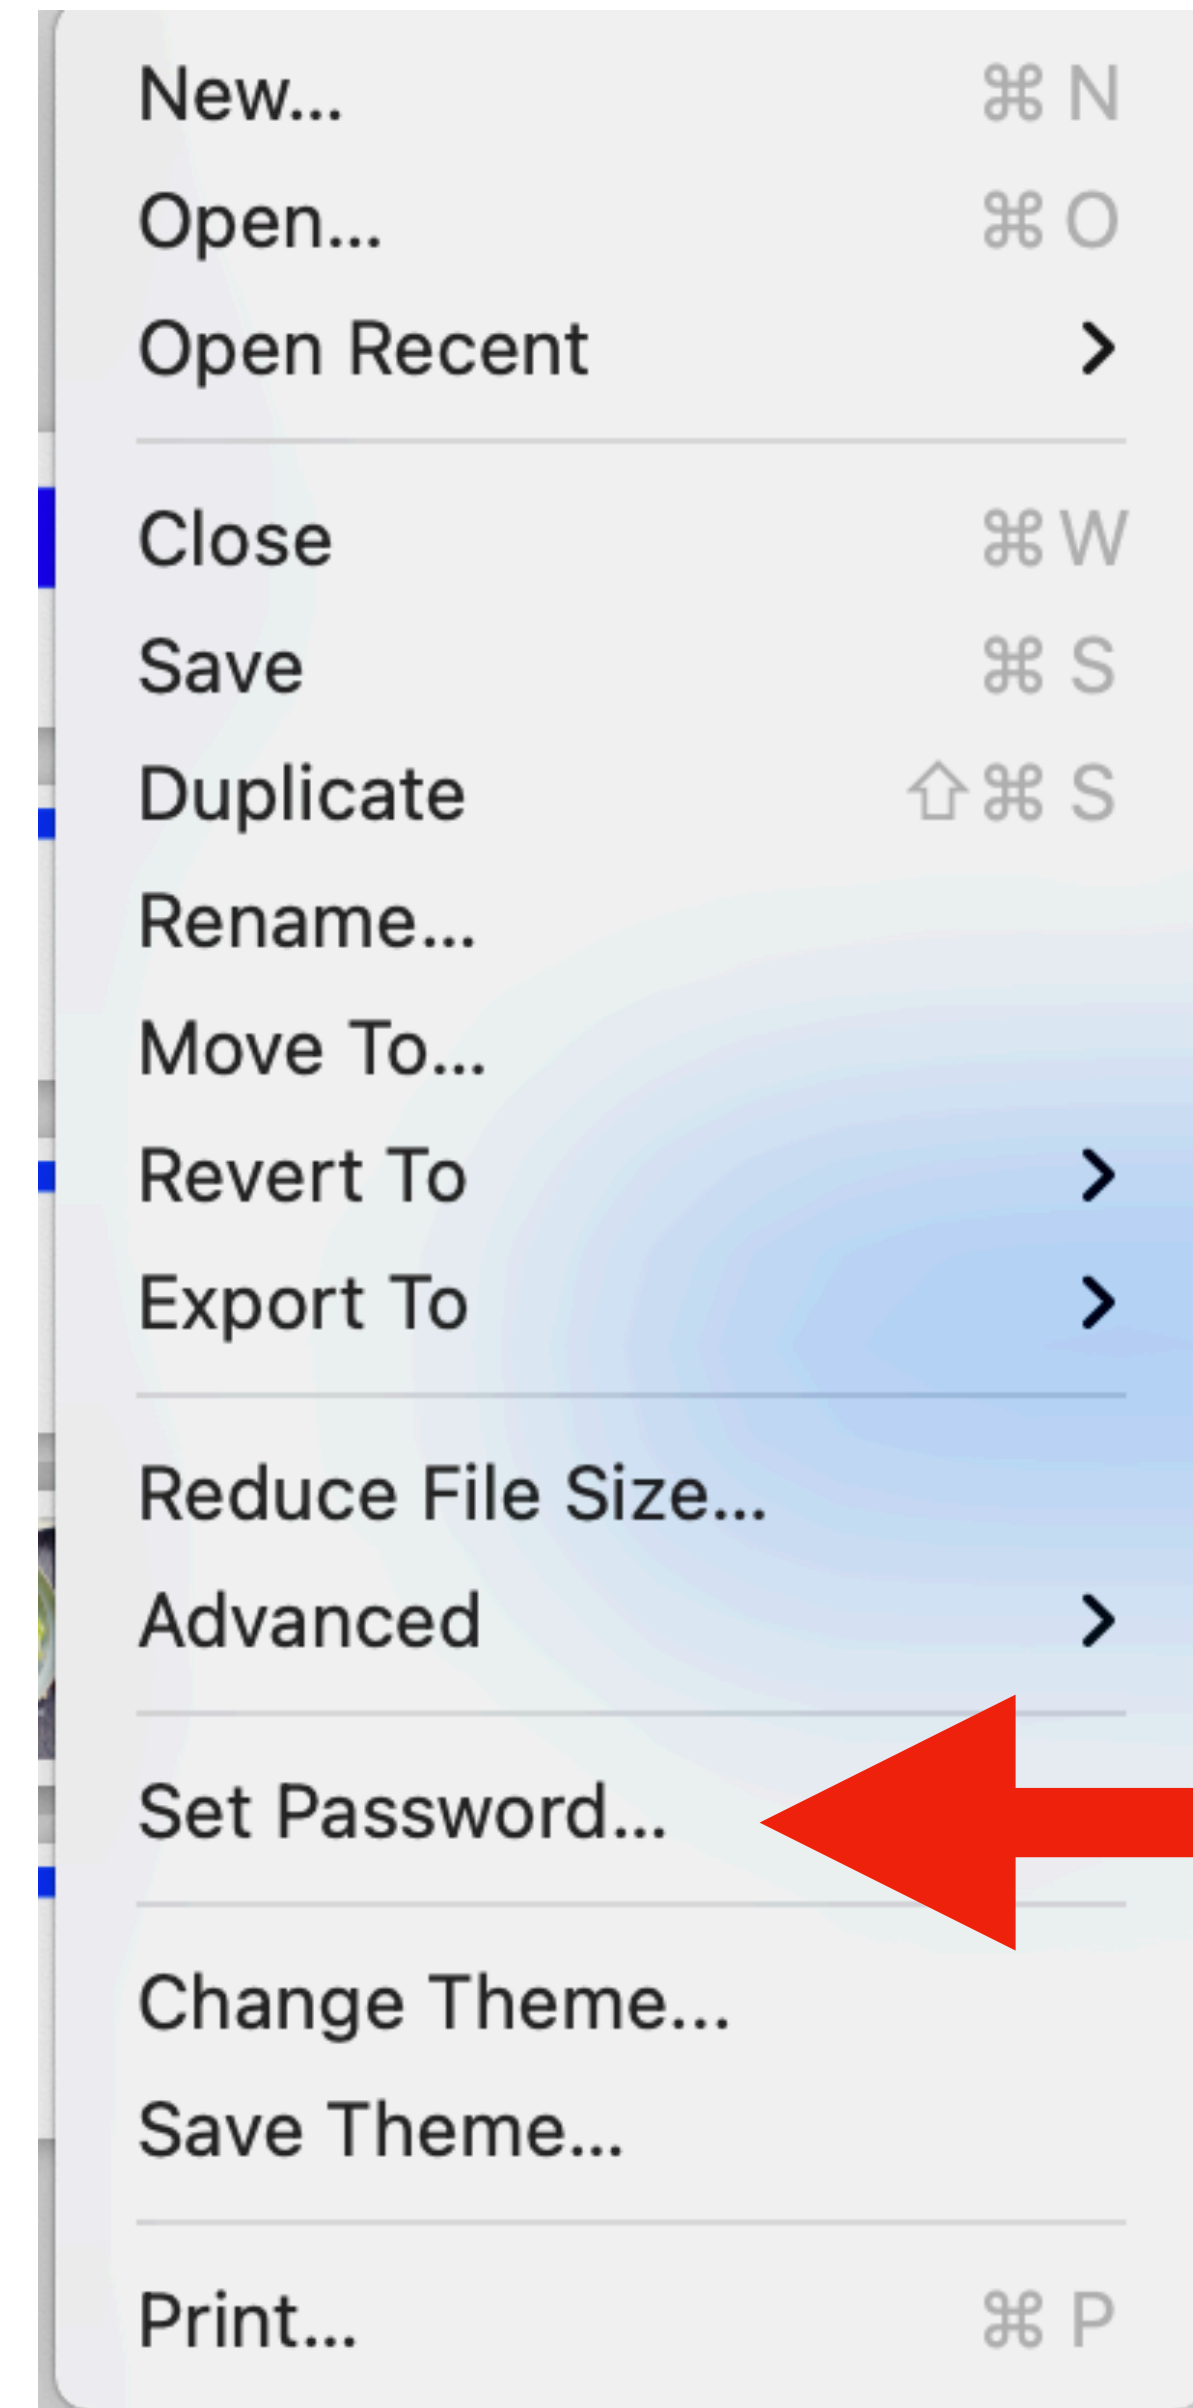 New... ⌘ N
Open... ⌘ O
Open Recent >
Close ⌘ W
Save ⌘ S
Duplicate ⇧ ⌘ S
Rename...
Move To...
Revert To >
Export To >
Reduce File Size...
Advanced >
Set Password...
Change Theme...
Save Theme...
Print... ⌘ P